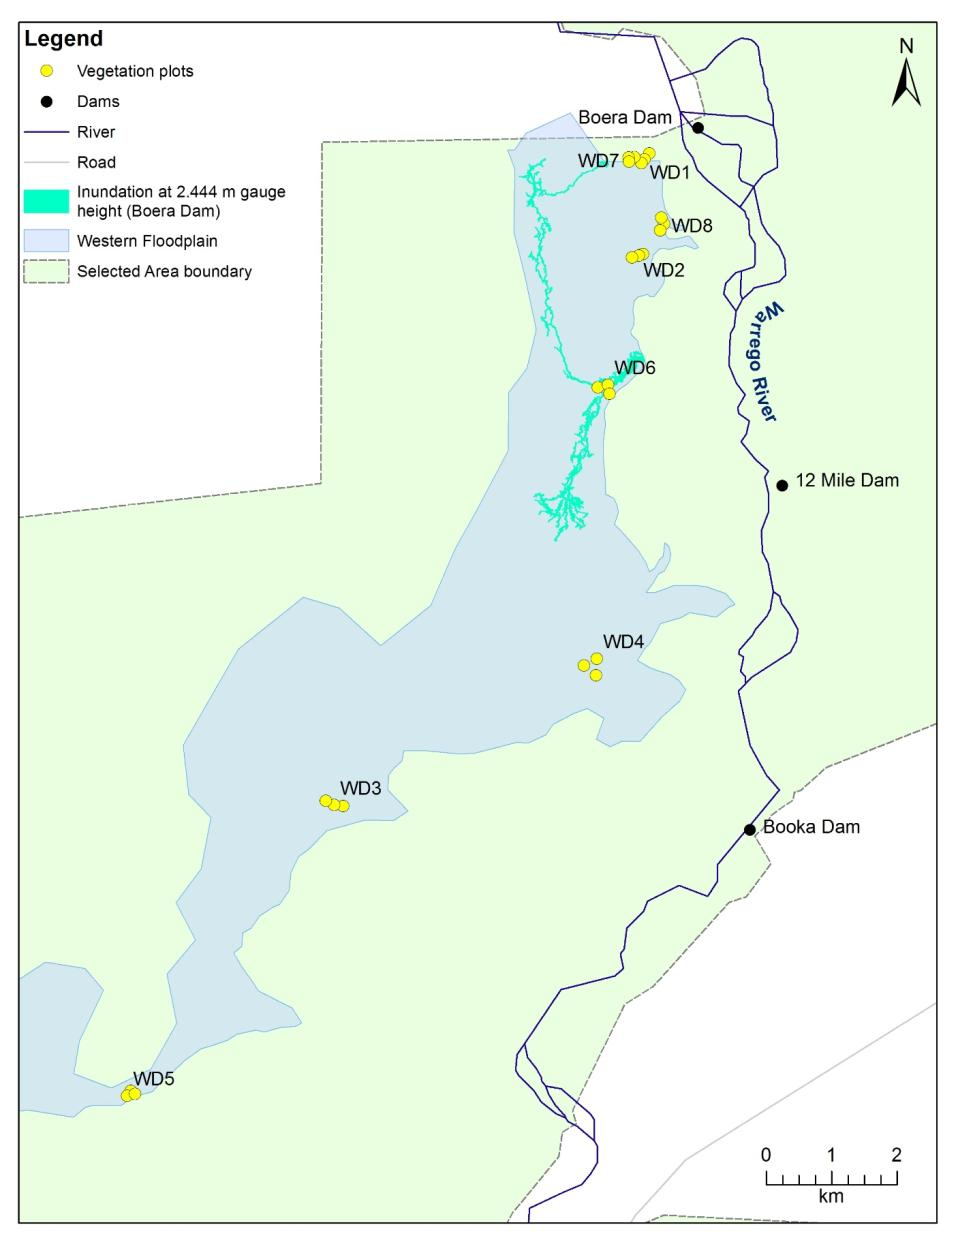 Legend
Vegetation plots
Dams
River
Road
Inundation at 2.444 m gauge
height (Boera Dam)
Western Floodplain
Selected Area boundary
N
Boera Dam
WD7
WD1
WD8
WD2
Warrego River
WD6
12 Mile Dam
WD4
WD3
Booka Dam
WD5
0 1 2
km